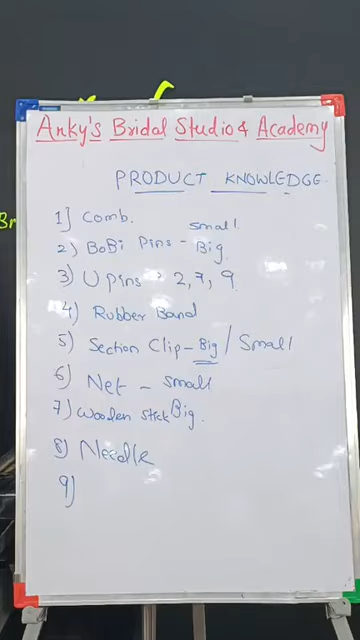 Anky's Bridal Studio & Academy
PRODUCT KNOWLEDGE
1] Comb.
small
2) BoBi Pins - Big,
3) U pins : 2, 7, 9
Br
4) Rubber Band
5) Section Clip - Big / Small
6) Net - small
7) Wooden stick Big.
8) Needle
9)